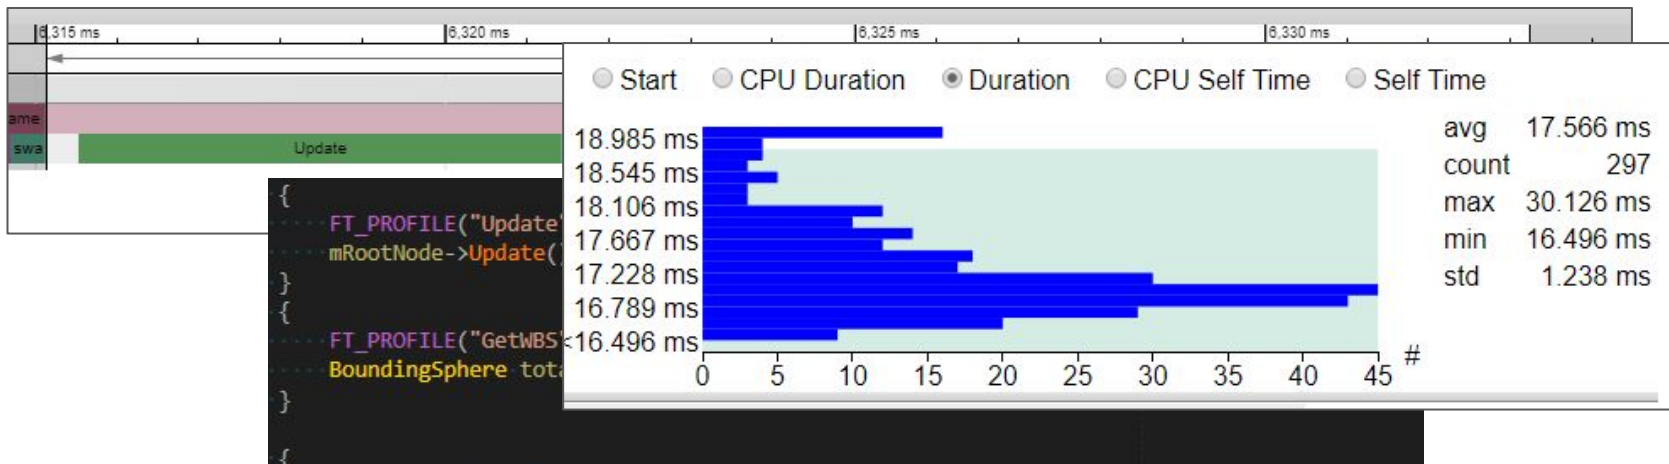 6,315 ms 6,320 ms 6,325 ms 6,330 ms
ame
swa Update
Start CPU Duration Duration CPU Self Time Self Time
18.985 ms
18.545 ms
18.106 ms
17.667 ms
17.228 ms
16.789 ms
<16.496 ms
0 5 10 15 20 25 30 35 40 45 #
avg 17.566 ms
count 297
max 30.126 ms
min 16.496 ms
std 1.238 ms
{
FT_PROFILE("Update"
mRootNode->Update()
}
{
FT_PROFILE("GetWBS"
BoundingSphere tota
}
{